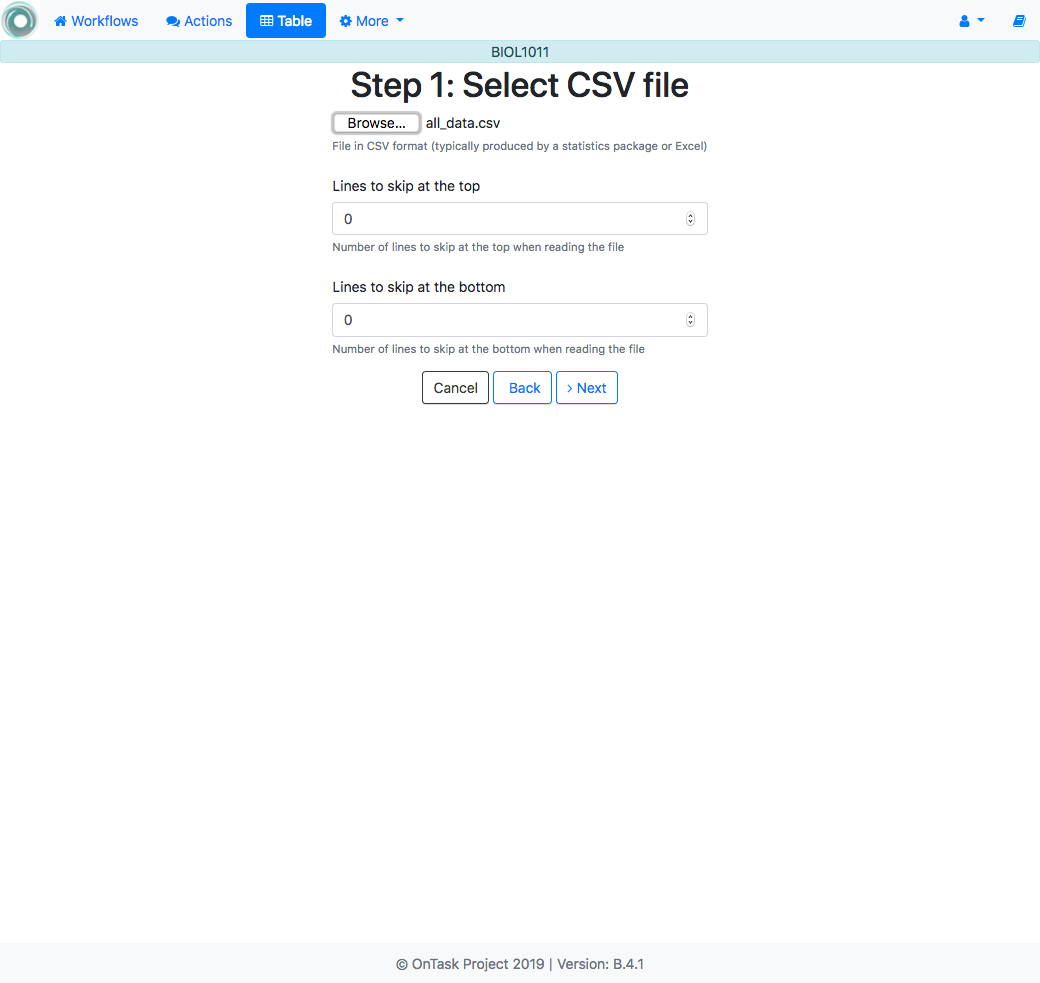 Workflows Actions Table More
BIOL1011
Step 1: Select CSV file
Browse... all_data.csv
File in CSV format (typically produced by a statistics package or Excel)
Lines to skip at the top
0
Number of lines to skip at the top when reading the file
Lines to skip at the bottom
0
Number of lines to skip at the bottom when reading the file
Cancel Back › Next
© OnTask Project 2019 | Version: B.4.1